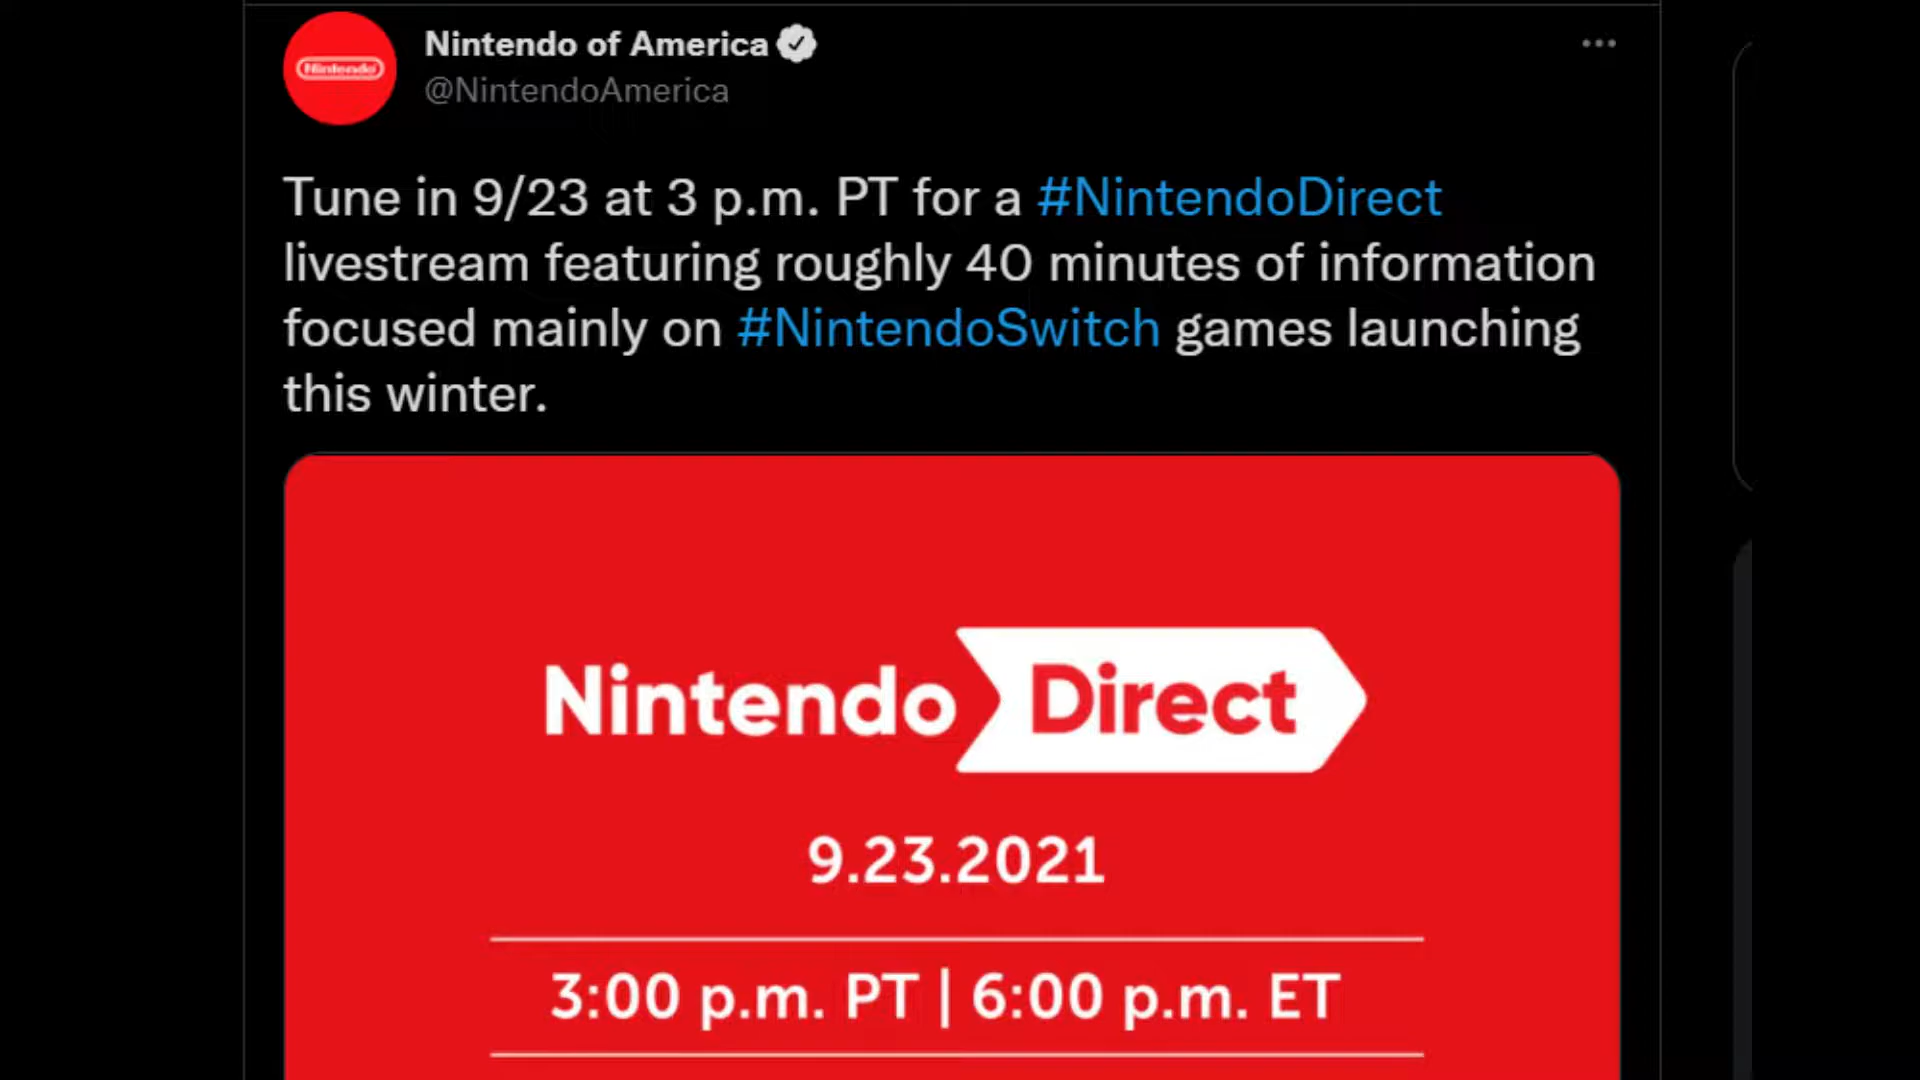 Nintendo
Nintendo of America
@NintendoAmerica
Tune in 9/23 at 3 p.m. PT for a #NintendoDirect
livestream featuring roughly 40 minutes of information
focused mainly on #NintendoSwitch games launching
this winter.
Nintendo Direct
9.23.2021
3:00 p.m. PT | 6:00 p.m. ET